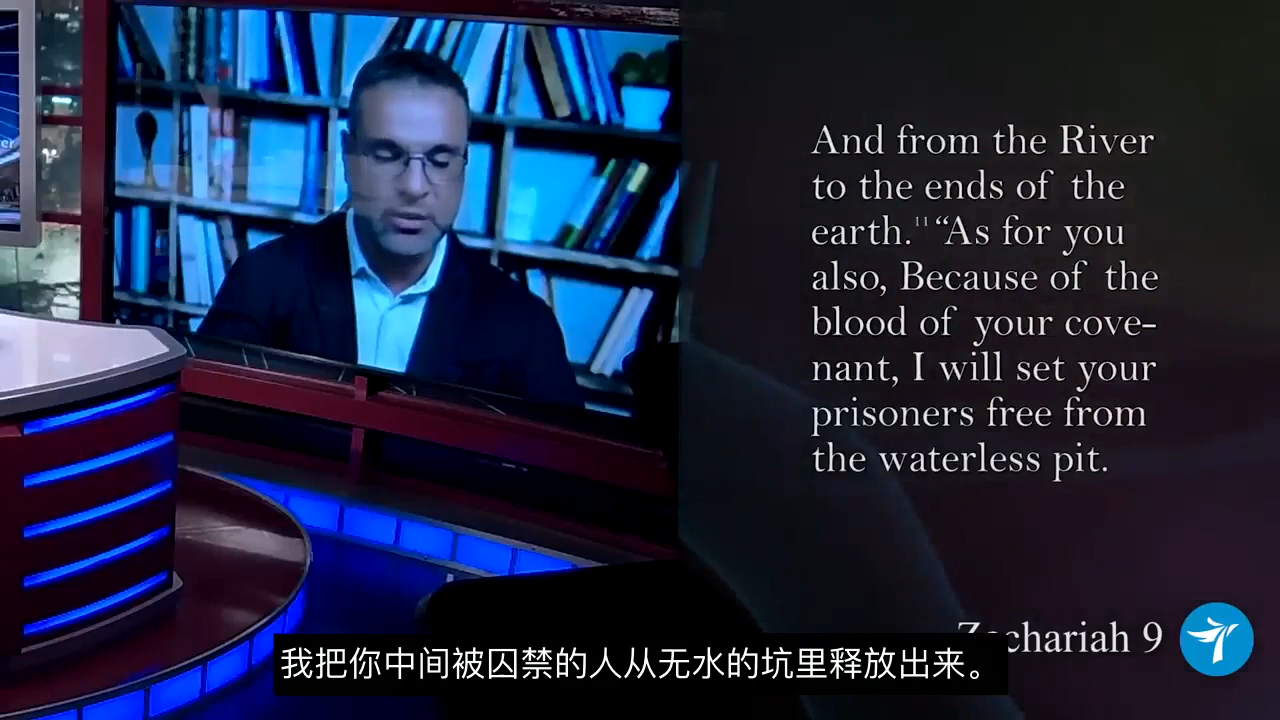 And from the River
to the ends of the
earth. 11 “As for you
also, Because of the
blood of your cove-
nant, I will set your
prisoners free from
the waterless pit.
Zechariah 9
我把你中间被囚禁的人从无水的坑里释放出来。